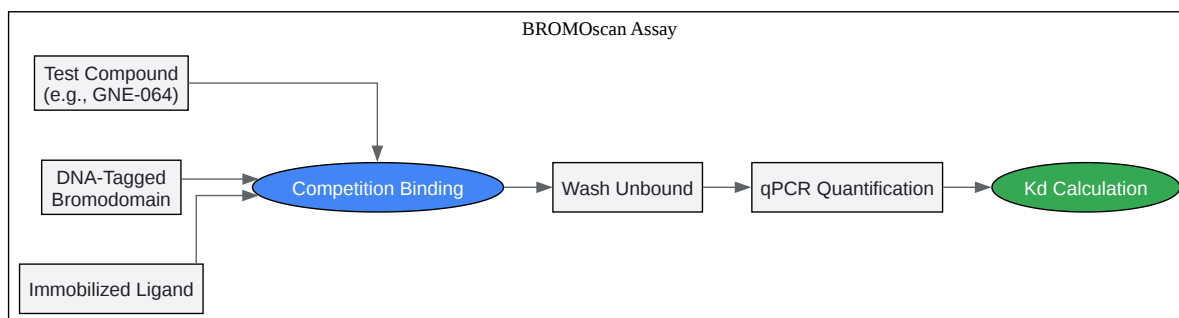 BROMOscan Assay
Test Compound
(e.g., GNE-064)
DNA-Tagged
Bromodomain
Immobilized Ligand
Competition Binding
Wash Unbound
qPCR Quantification
Kd Calculation